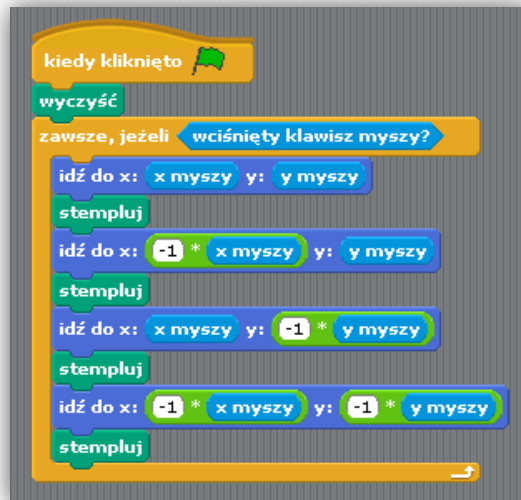 kiedy kliknięto
wyczyść
zawsze, jeżeli wciśnięty klawisz myszy?
idź do x: x myszy y: y myszy
stempluj
idź do x: -1 * x myszy y: y myszy
stempluj
idź do x: x myszy y: -1 * y myszy
stempluj
idź do x: -1 * x myszy y: -1 * y myszy
stempluj